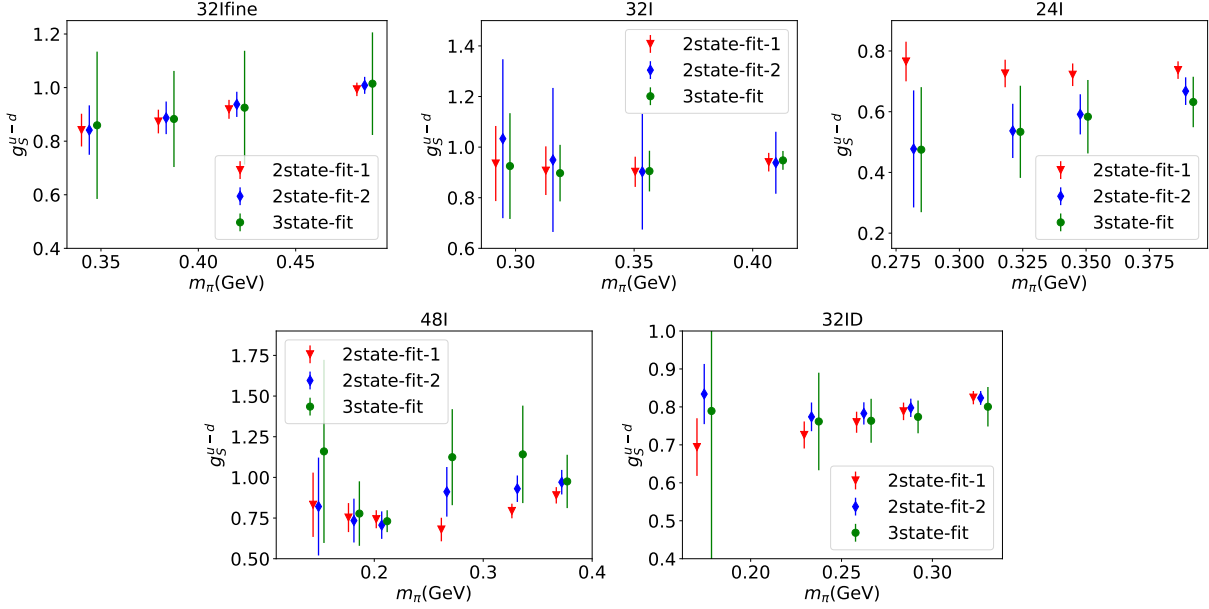 32Ifine
1.2
1.0
0.8
0.6
0.4
g_S^{u-d}
2state-fit-1
2state-fit-2
3state-fit
0.35 0.40 0.45
m_π(GeV)
32I
1.4
1.2
1.0
0.8
0.6
g_S^{u-d}
2state-fit-1
2state-fit-2
3state-fit
0.30 0.35 0.40
m_π(GeV)
24I
0.8
0.6
0.4
0.2
g_S^{u-d}
2state-fit-1
2state-fit-2
3state-fit
0.275 0.300 0.325 0.350 0.375
m_π(GeV)
48I
1.75
1.50
1.25
1.00
0.75
0.50
g_S^{u-d}
2state-fit-1
2state-fit-2
3state-fit
0.2 0.3 0.4
m_π(GeV)
32ID
1.0
0.9
0.8
0.7
0.6
0.5
0.4
g_S^{u-d}
2state-fit-1
2state-fit-2
3state-fit
0.20 0.25 0.30
m_π(GeV)